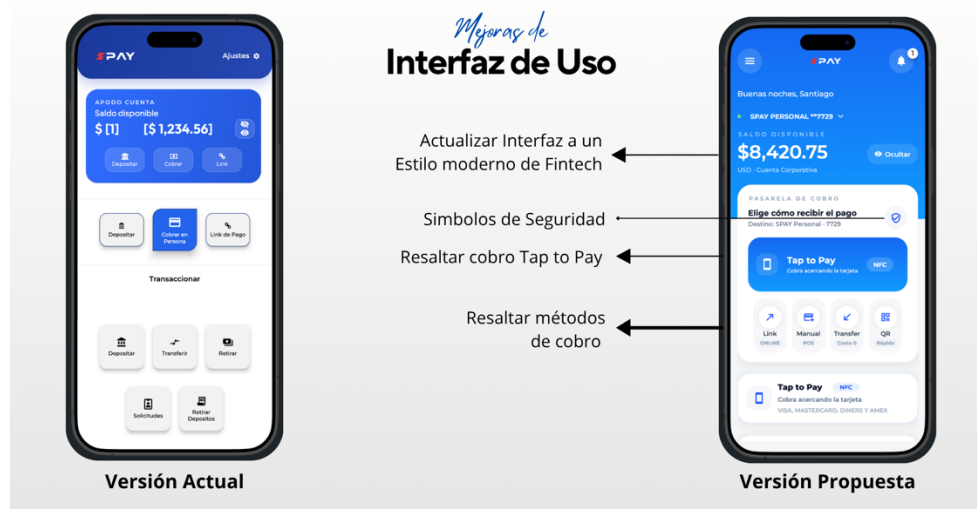 Mejoras de
Interfaz de Uso
SPAY
Ajustes
APODO CUENTA
Saldo disponible
$ [1] [$ 1,234.56]
Depositar
Cobrar
Link
Depositar
Cobrar en
Persona
Link de Pago
Transaccionar
Depositar
Transferir
Retirar
Solicitudes
Retirar
Depositos
Versión Actual
Actualizar Interfaz a un
Estilo moderno de Fintech
Simbolos de Seguridad
Resaltar cobro Tap to Pay
Resaltar métodos
de cobro
SPAY
1
Buenas noches, Santiago
SPAY PERSONAL **7729
SALDO DISPONIBLE
$8,420.75
Ocultar
USD · Cuenta Corporativa
PASARELA DE COBRO
Elige cómo recibir el pago
Destino: SPAY Personal · 7729
Tap to Pay
Cobra acercando la tarjeta
NFC
Link
ONLINE
Manual
POS
Transfer
Costo 0
QR
Rápido
Tap to Pay NFC
Cobra acercando la tarjeta
VISA, MASTERCARD, DINERS Y AMEX
Versión Propuesta